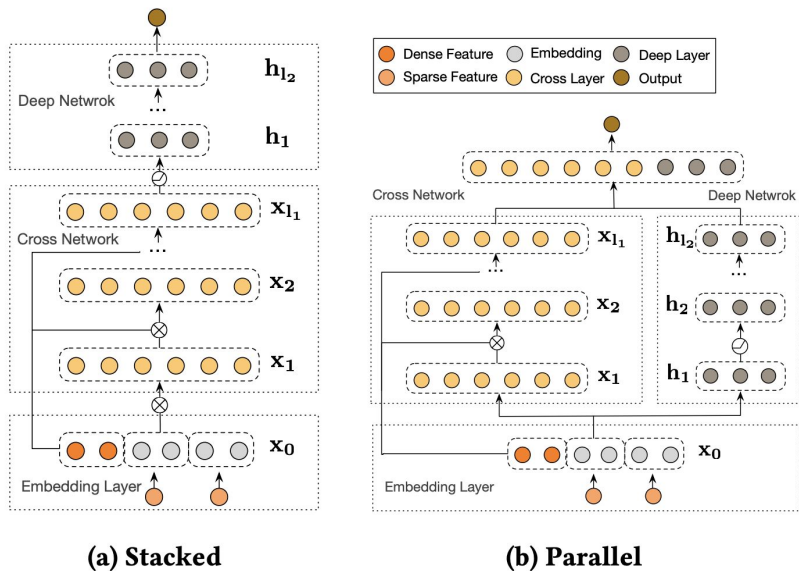 h_{l_2}
Deep Netwrok
...
h_1
x_{l_1}
Cross Network
...
x_2
x_1
x_0
Embedding Layer
(a) Stacked
Dense Feature Embedding Deep Layer
Sparse Feature Cross Layer Output
Cross Network Deep Netwrok
x_{l_1} h_{l_2}
... ...
x_2 h_2
x_1 h_1
x_0
Embedding Layer
(b) Parallel